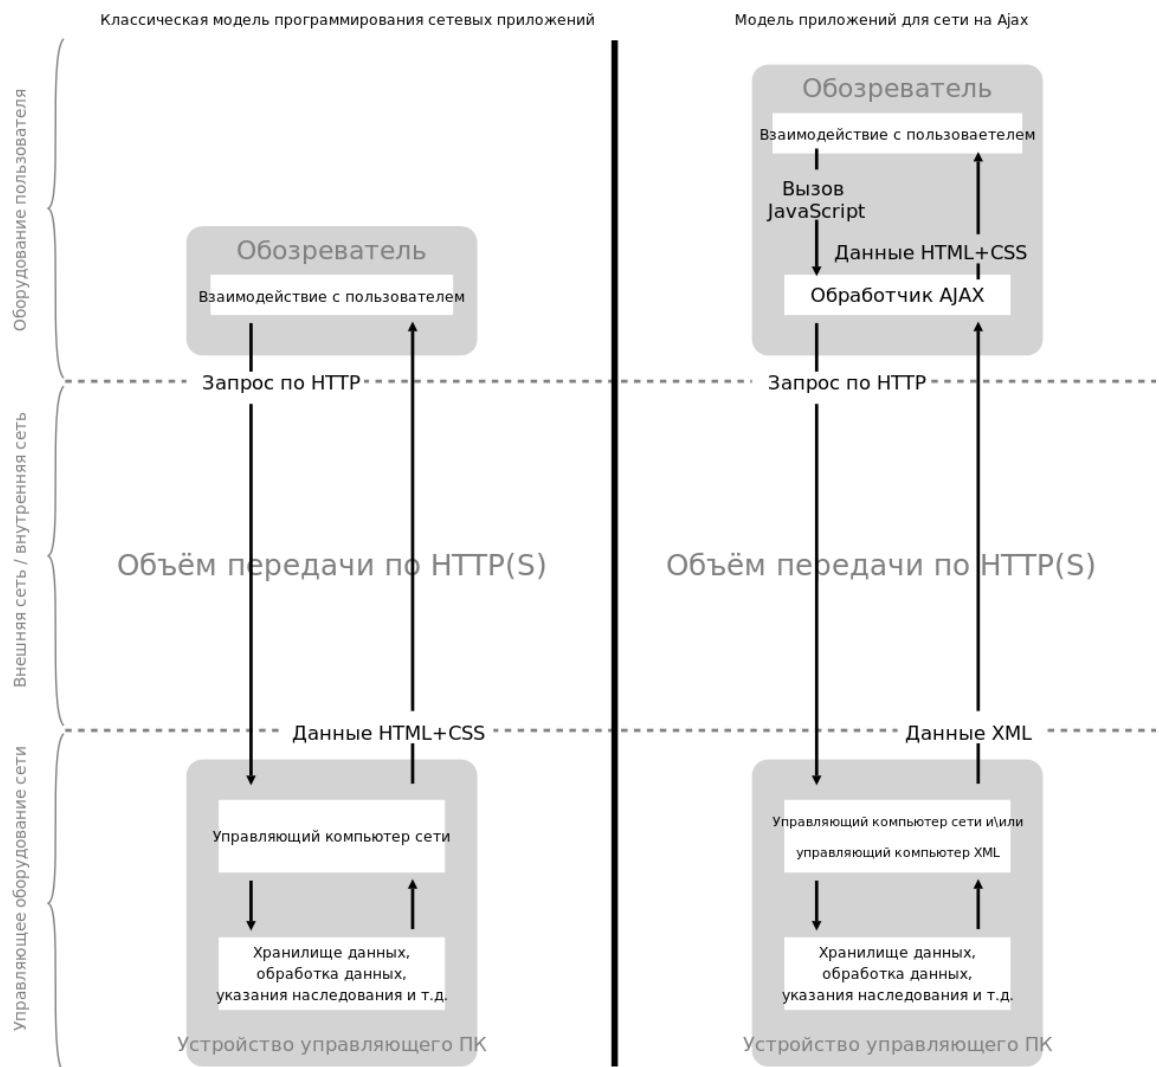 Классическая модель программирования сетевых приложений
Модель приложений для сети на Ajax
Оборудование пользователя
Обозреватель
Взаимодействие с пользоваетелем
Вызов
JavaScript
Данные HTML+CSS
Обработчик AJAX
Обозреватель
Взаимодействие с пользователем
Запрос по HTTP
Запрос по HTTP
Внешняя сеть / внутренняя сеть
Объём передачи по HTTP(S)
Объём передачи по HTTP(S)
Данные HTML+CSS
Данные XML
Управляющее оборудование сети
Управляющий компьютер сети
Хранилище данных,
обработка данных,
указания наследования и т.д.
Устройство управляющего ПК
Управляющий компьютер сети и\или
управляющий компьютер XML
Хранилище данных,
обработка данных,
указания наследования и т.д.
Устройство управляющего ПК